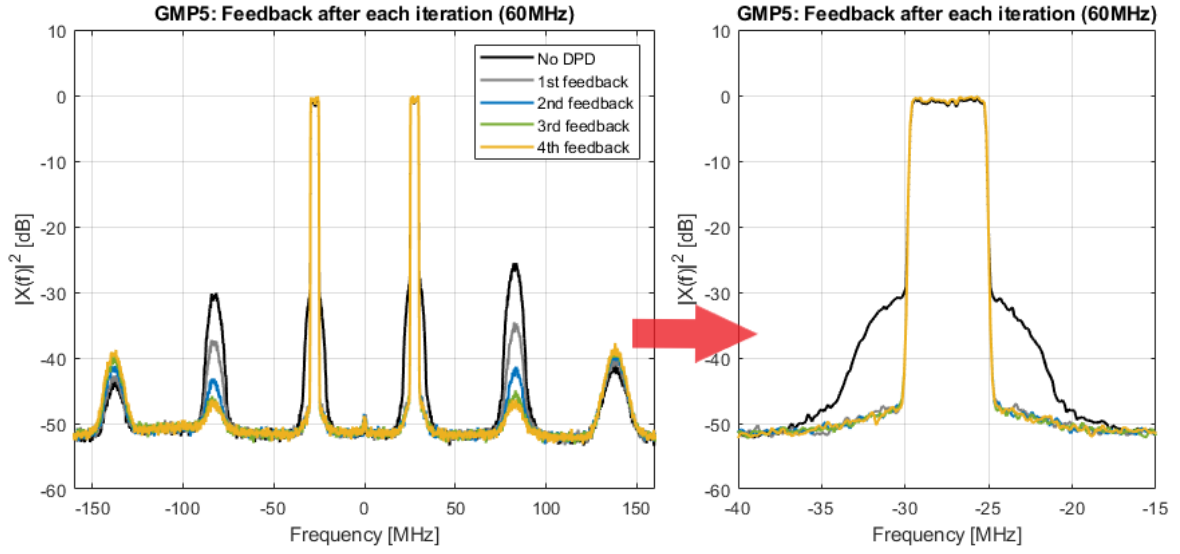 GMP5: Feedback after each iteration (60MHz)
10
0
-10
-20
-30
-40
-50
-60
|X(f)|² [dB]
No DPD
1st feedback
2nd feedback
3rd feedback
4th feedback
-150 -100 -50 0 50 100 150
Frequency [MHz]
GMP5: Feedback after each iteration (60MHz)
10
0
-10
-20
-30
-40
-50
-60
|X(f)|² [dB]
-40 -35 -30 -25 -20 -15
Frequency [MHz]